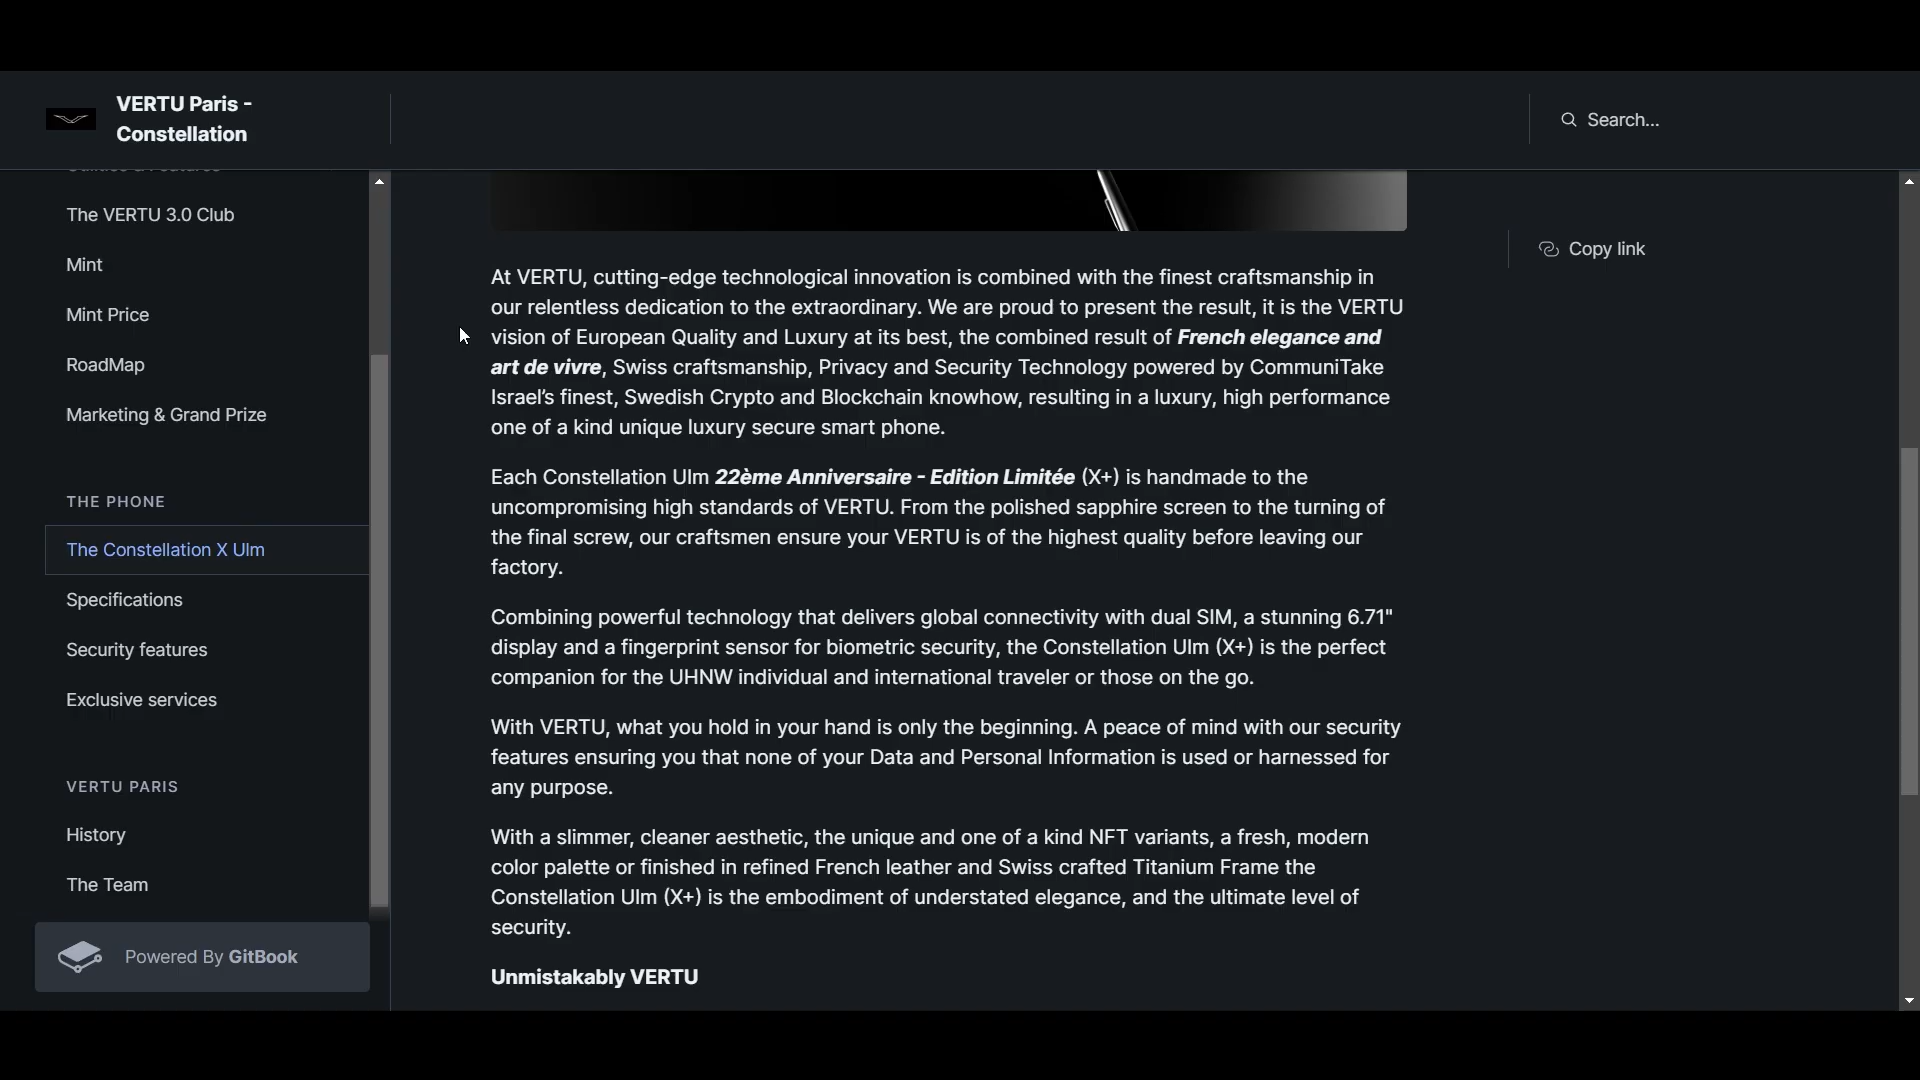 VERTU Paris -
Constellation
Search...
The VERTU 3.0 Club
Mint
Mint Price
RoadMap
Marketing & Grand Prize
THE PHONE
The Constellation X Ulm
Specifications
Security features
Exclusive services
VERTU PARIS
History
The Team
Powered By GitBook
At VERTU, cutting-edge technological innovation is combined with the finest craftsmanship in
our relentless dedication to the extraordinary. We are proud to present the result, it is the VERTU
vision of European Quality and Luxury at its best, the combined result of French elegance and
art de vivre, Swiss craftsmanship, Privacy and Security Technology powered by CommuniTake
Israel’s finest, Swedish Crypto and Blockchain knowhow, resulting in a luxury, high performance
one of a kind unique luxury secure smart phone.
Each Constellation Ulm 22ème Anniversaire - Edition Limitée (X+) is handmade to the
uncompromising high standards of VERTU. From the polished sapphire screen to the turning of
the final screw, our craftsmen ensure your VERTU is of the highest quality before leaving our
factory.
Combining powerful technology that delivers global connectivity with dual SIM, a stunning 6.71"
display and a fingerprint sensor for biometric security, the Constellation Ulm (X+) is the perfect
companion for the UHNW individual and international traveler or those on the go.
With VERTU, what you hold in your hand is only the beginning. A peace of mind with our security
features ensuring you that none of your Data and Personal Information is used or harnessed for
any purpose.
With a slimmer, cleaner aesthetic, the unique and one of a kind NFT variants, a fresh, modern
color palette or finished in refined French leather and Swiss crafted Titanium Frame the
Constellation Ulm (X+) is the embodiment of understated elegance, and the ultimate level of
security.
Unmistakably VERTU
Copy link